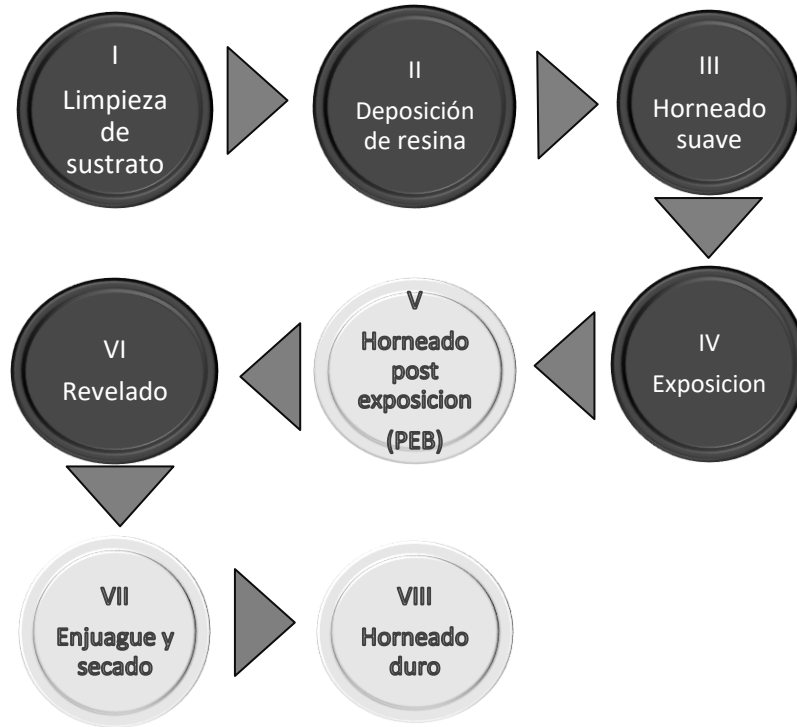 I
Limpieza
de
sustrato
II
Deposición
de resina
III
Horneado
suave
IV
Exposicion
V
Horneado
post
exposicion
(PEB)
VI
Revelado
VII
Enjuague y
secado
VIII
Horneado
duro